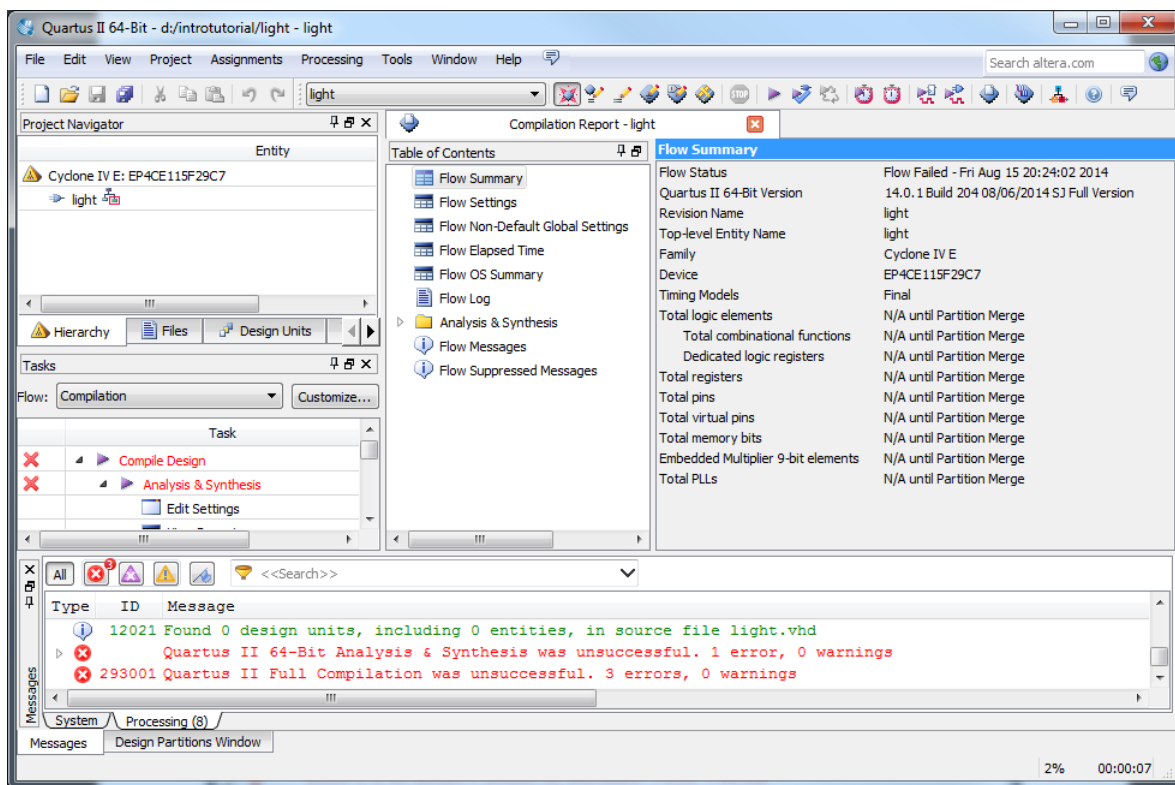 Quartus II 64-Bit - d:/introtutorial/light - light
File Edit View Project Assignments Processing Tools Window Help
Search altera.com
light
STOP
Project Navigator
Entity
Cyclone IV E: EP4CE115F29C7
light
Hierarchy Files Design Units
Tasks
Flow: Compilation Customize...
Task
Compile Design
Analysis & Synthesis
Edit Settings
Compilation Report - light
Table of Contents
Flow Summary
Flow Settings
Flow Non-Default Global Settings
Flow Elapsed Time
Flow OS Summary
Flow Log
Analysis & Synthesis
Flow Messages
Flow Suppressed Messages
Flow Summary
Flow Status Flow Failed - Fri Aug 15 20:24:02 2014
Quartus II 64-Bit Version 14.0.1 Build 204 08/06/2014 SJ Full Version
Revision Name light
Top-level Entity Name light
Family Cyclone IV E
Device EP4CE115F29C7
Timing Models Final
Total logic elements N/A until Partition Merge
Total combinational functions N/A until Partition Merge
Dedicated logic registers N/A until Partition Merge
Total registers N/A until Partition Merge
Total pins N/A until Partition Merge
Total virtual pins N/A until Partition Merge
Total memory bits N/A until Partition Merge
Embedded Multiplier 9-bit elements N/A until Partition Merge
Total PLLs N/A until Partition Merge
All 3 <<Search>>
Type ID Message
12021 Found 0 design units, including 0 entities, in source file light.vhd
Quartus II 64-Bit Analysis & Synthesis was unsuccessful. 1 error, 0 warnings
293001 Quartus II Full Compilation was unsuccessful. 3 errors, 0 warnings
Messages
System Processing (8)
Messages Design Partitions Window
2% 00:00:07